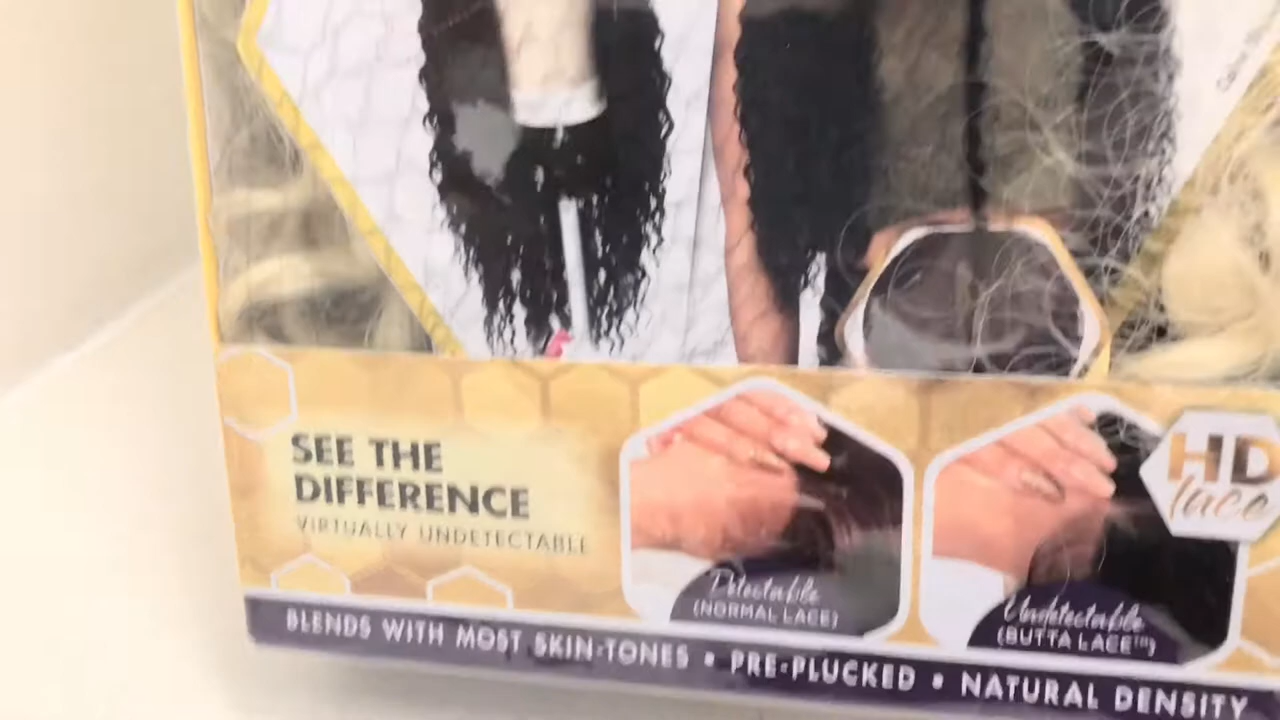 SEE THE
DIFFERENCE
VIRTUALLY UNDETECTABLE
Detectable
(NORMAL LACE)
Undetectable
(BUTTA LACE™)
HD
lace
BLENDS WITH MOST SKIN-TONES • PRE-PLUCKED • NATURAL DENSITY